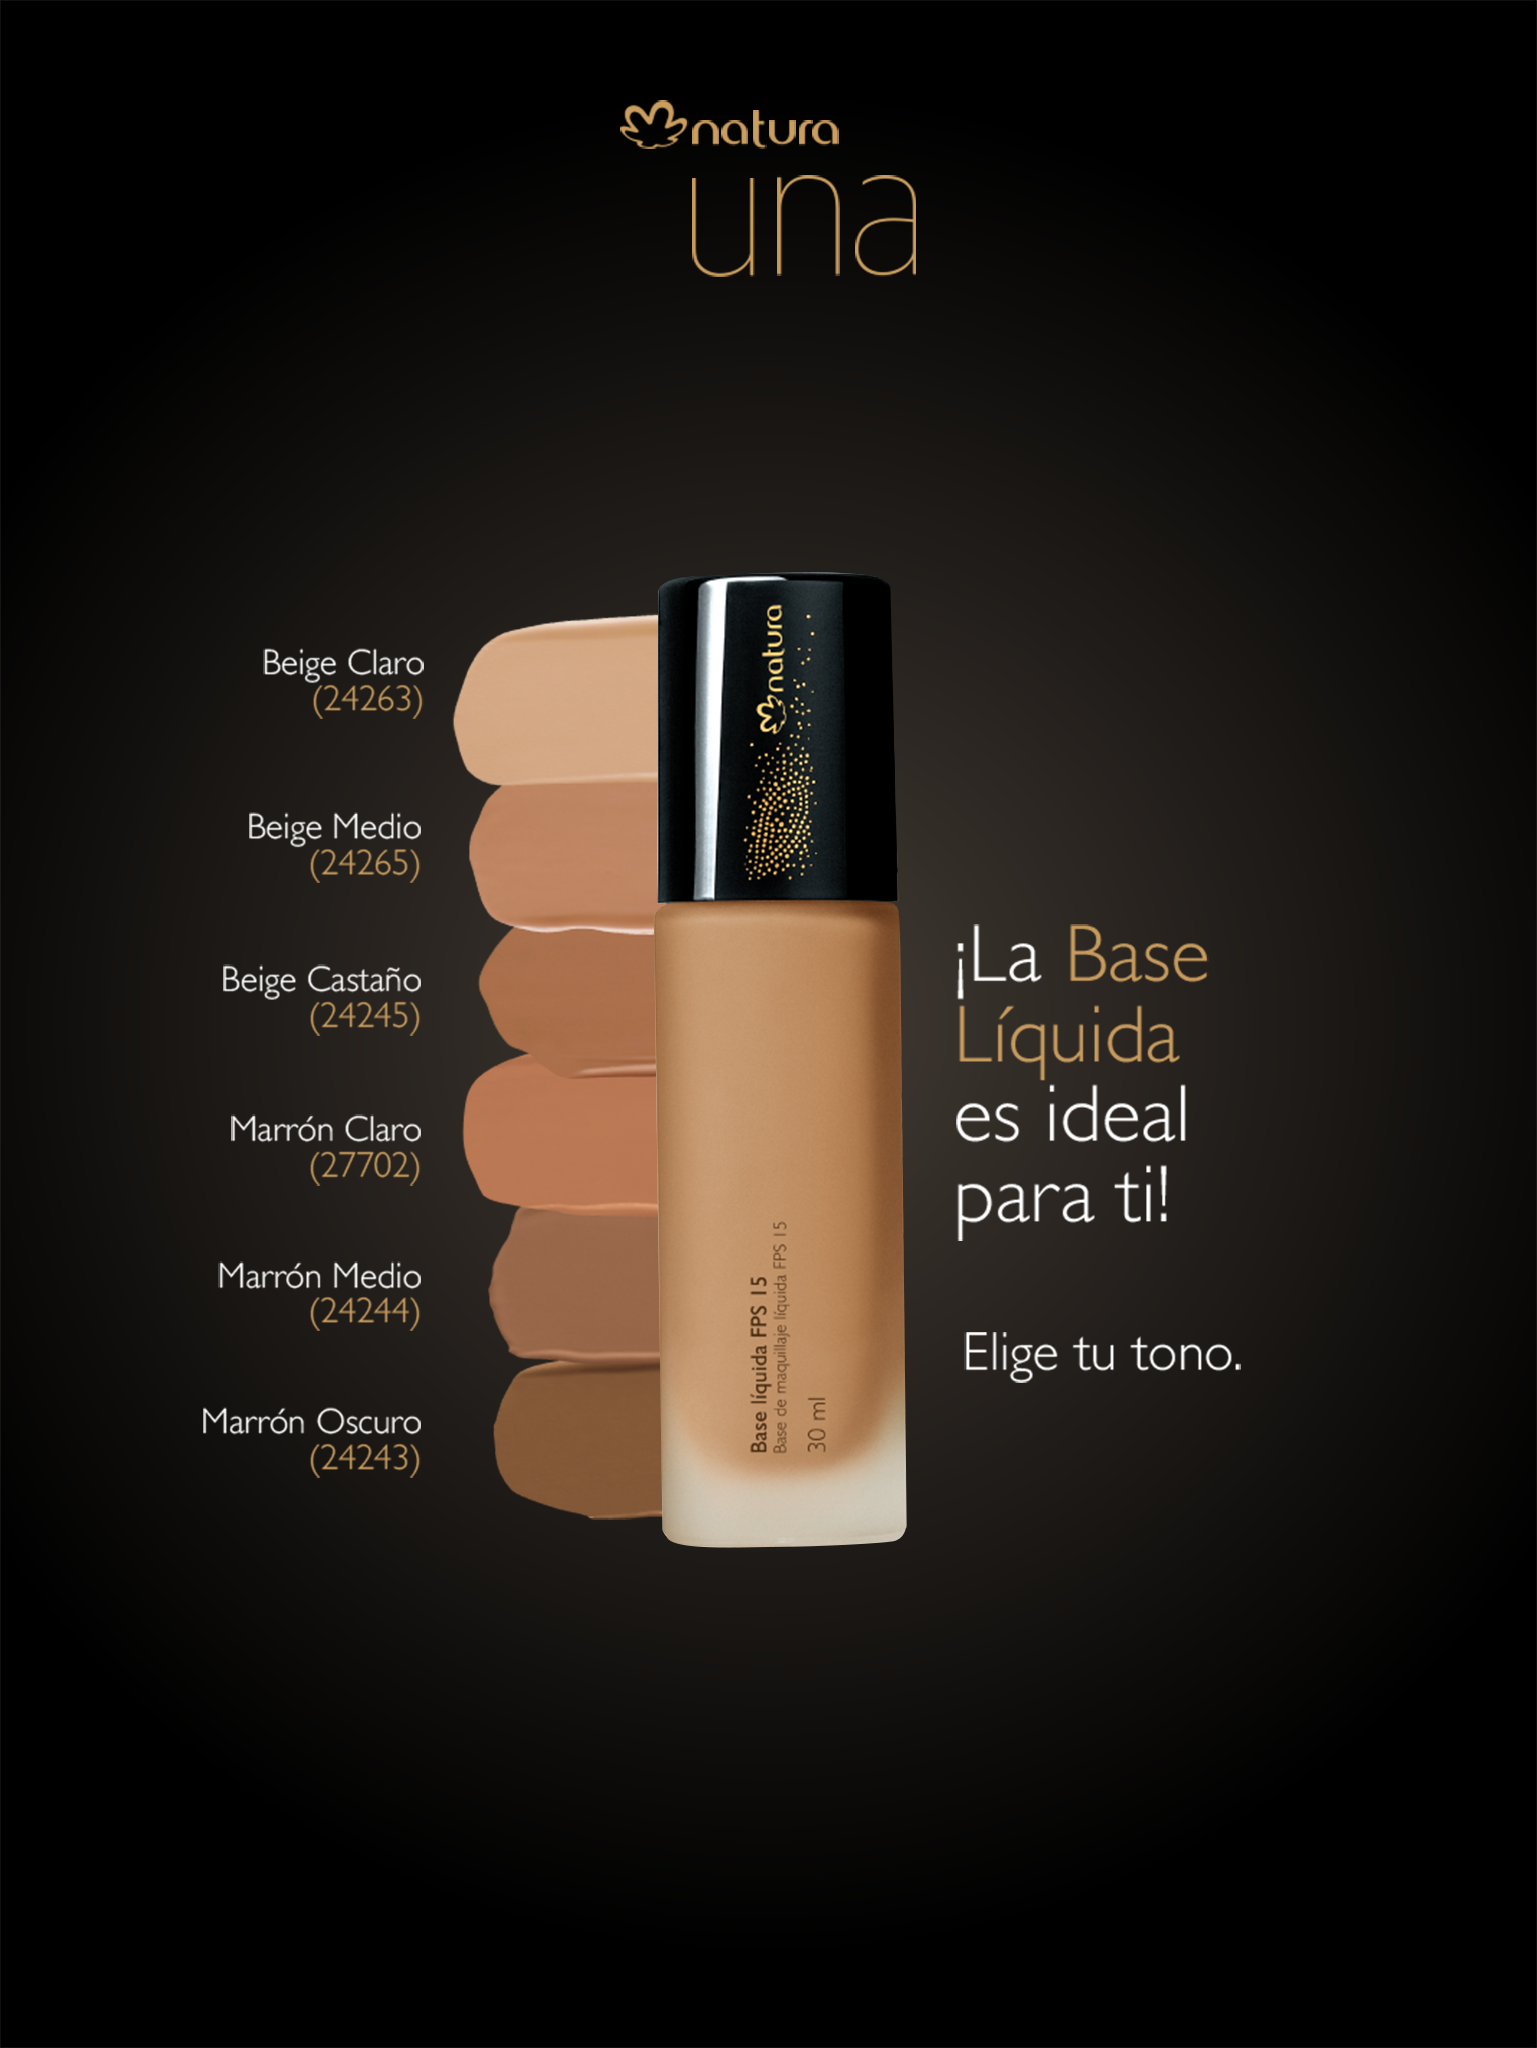 natura
una
Beige Claro
(24263)
Beige Medio
(24265)
Beige Castaño
(24245)
Marrón Claro
(27702)
Marrón Medio
(24244)
Marrón Oscuro
(24243)
natura
Base líquida FPS 15
Base de maquillaje líquida FPS 15
30 ml
¡La Base
Líquida
es ideal
para ti!
Elige tu tono.